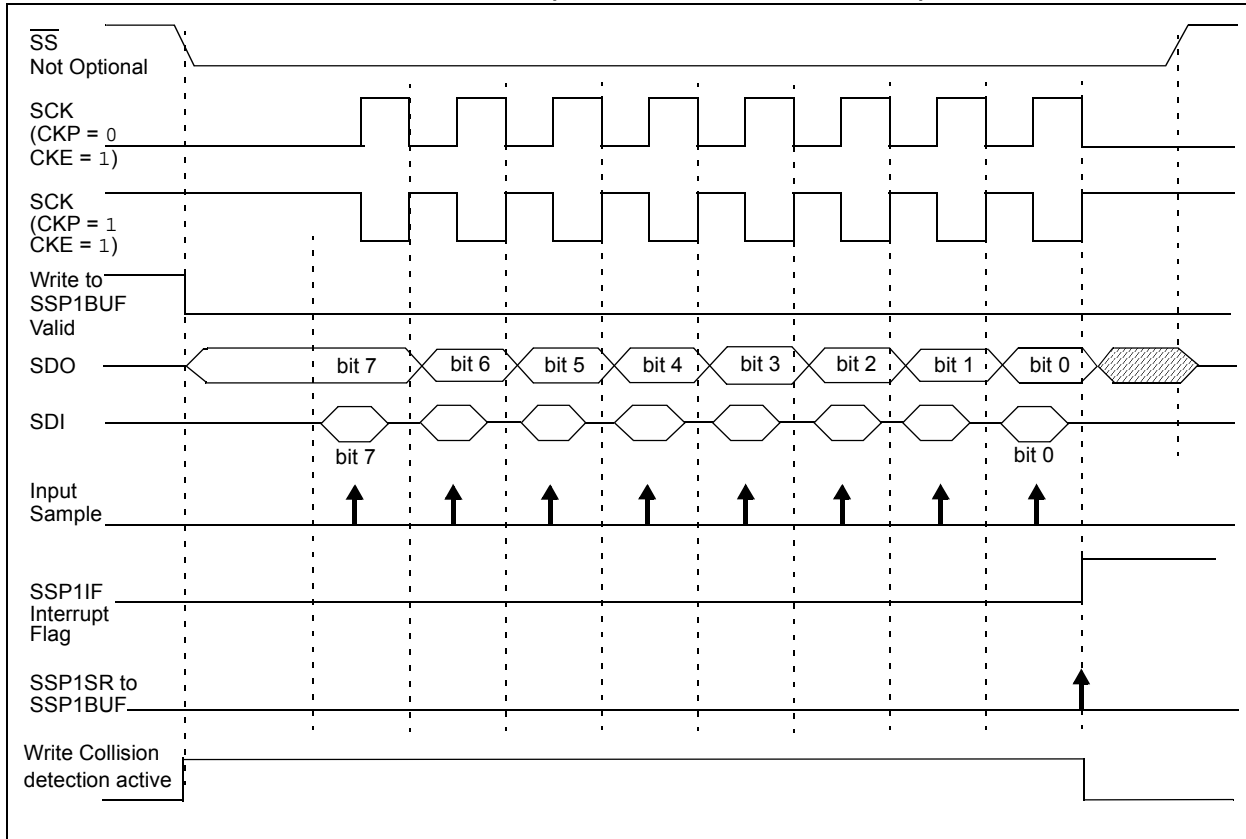 SS
Not Optional
SCK
(CKP = 0
CKE = 1)
SCK
(CKP = 1
CKE = 1)
Write to
SSP1BUF
Valid
SDO
bit 7
bit 6
bit 5
bit 4
bit 3
bit 2
bit 1
bit 0
SDI
bit 7
bit 0
Input
Sample
SSP1IF
Interrupt
Flag
SSP1SR to
SSP1BUF
Write Collision
detection active